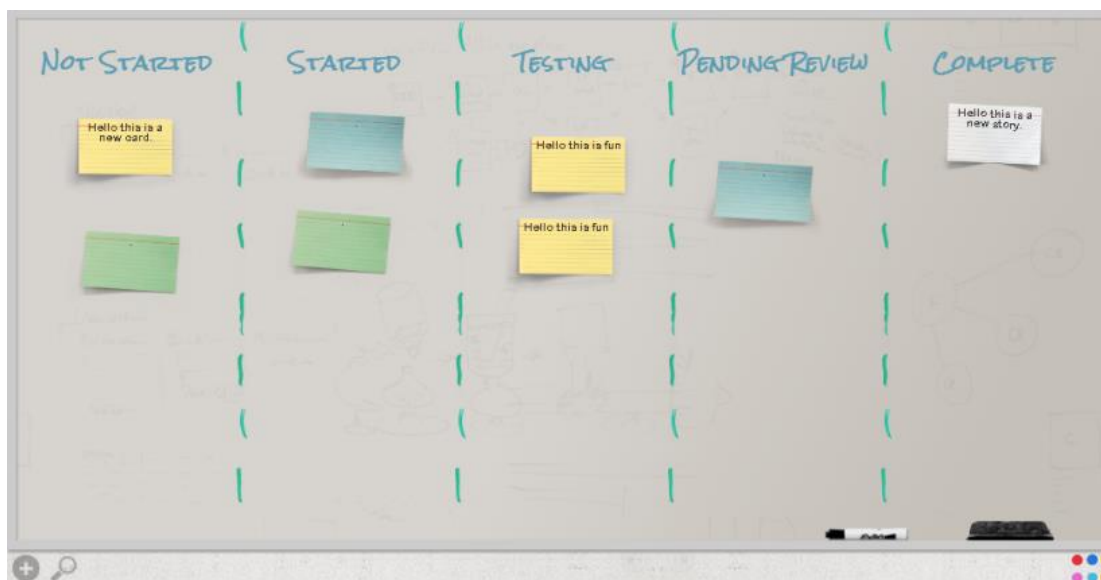 NOT STARTED
STARTED
TESTING
PENDING REVIEW
COMPLETE
Hello this is a
new card.
Hello this is fun
Hello this is fun
Hello this is a
new story.